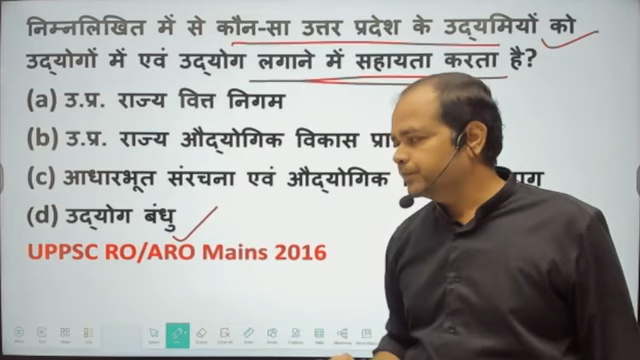 निम्नलिखित में से कौन-सा उत्तर प्रदेश के उद्यमियों को
उद्योगों में एवं उद्योग लगाने में सहायता करता है?
(a) उ.प्र. राज्य वित्त निगम
(b) उ.प्र. राज्य औद्योगिक विकास
(c) आधारभूत संरचना एवं औद्योगिक
(d) उद्योग बंधु
UPPSC RO/ARO Mains 2016